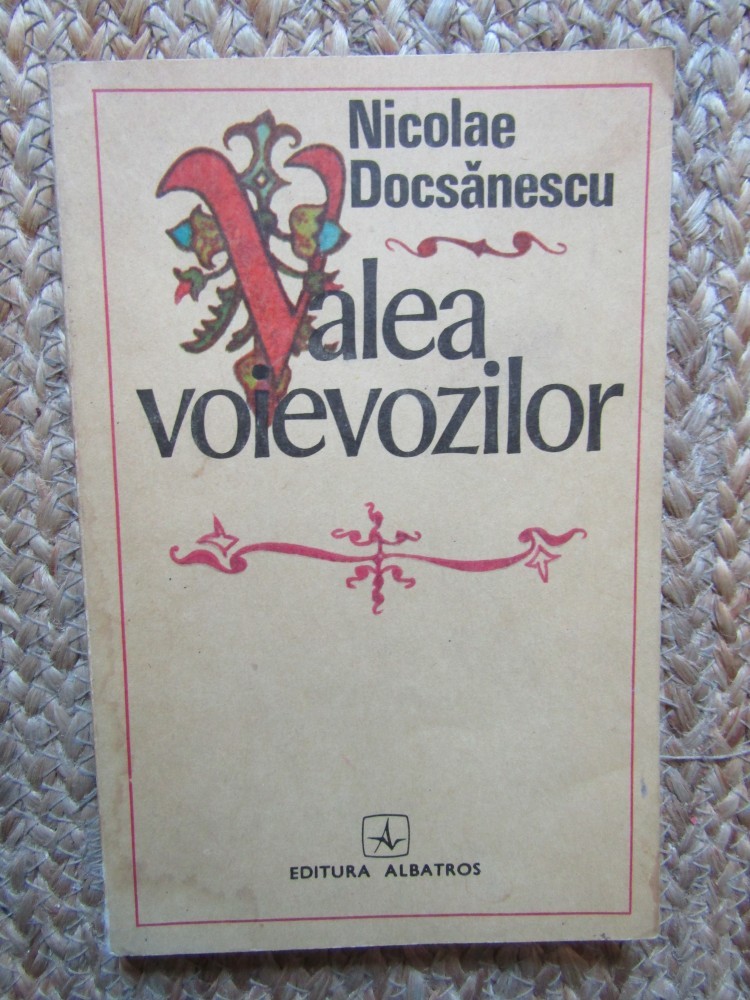 Nicolae
Docsănescu
Valea
voievozilor
EDITURA ALBATROS